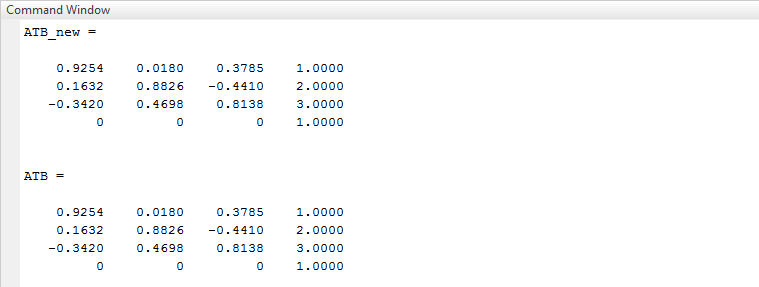 Command Window
ATB_new =
0.9254 0.0180 0.3785 1.0000
0.1632 0.8826 -0.4410 2.0000
-0.3420 0.4698 0.8138 3.0000
0 0 0 1.0000
ATB =
0.9254 0.0180 0.3785 1.0000
0.1632 0.8826 -0.4410 2.0000
-0.3420 0.4698 0.8138 3.0000
0 0 0 1.0000